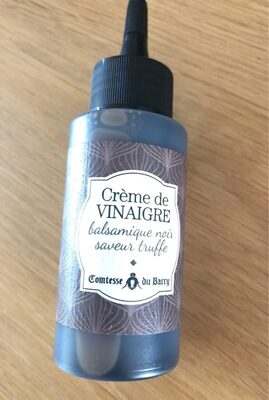 Crème de
VINAIGRE
balsamique noir
saveur truffe
Comtesse du Barry